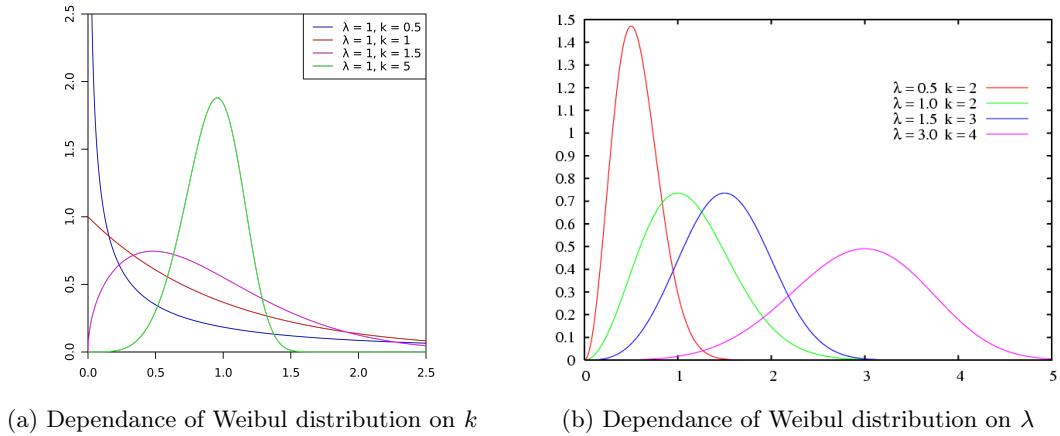 2.5
2.0
1.5
1.0
0.5
0.0
λ = 1, k = 0.5
λ = 1, k = 1
λ = 1, k = 1.5
λ = 1, k = 5
0.0 0.5 1.0 1.5 2.0 2.5
(a) Dependance of Weibul distribution on k
1.5
1.4
1.3
1.2
1.1
1
0.9
0.8
0.7
0.6
0.5
0.4
0.3
0.2
0.1
0
λ = 0.5 k = 2
λ = 1.0 k = 2
λ = 1.5 k = 3
λ = 3.0 k = 4
0 1 2 3 4 5
(b) Dependance of Weibul distribution on λ